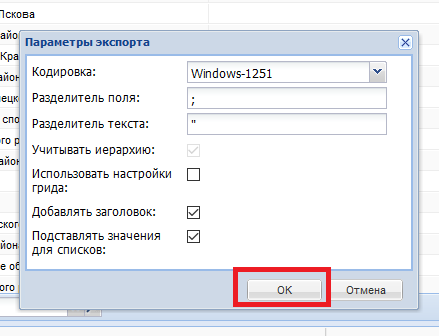 Пскова
Параметры экспорта
Кодировка: Windows-1251
Разделитель поля: ;
Разделитель текста: "
Учитывать иерархию:
Использовать настройки
грида:
Добавлять заголовок:
Подставлять значения
для списков:
ОК Отмена